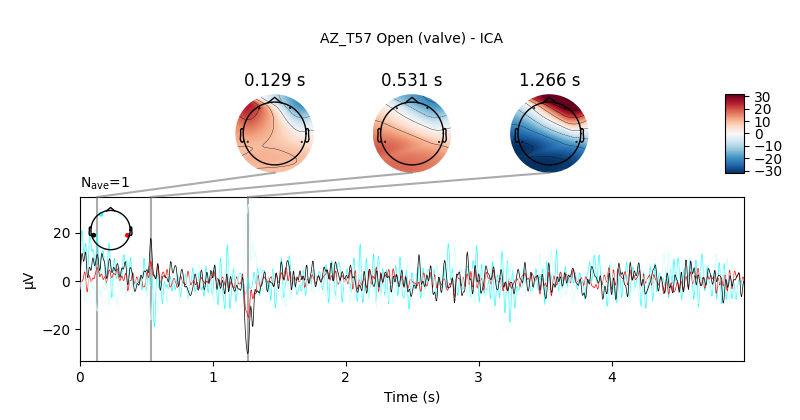 AZ_T57 Open (valve) - ICA
0.129 s 0.531 s 1.266 s
30
20
10
0
−10
−20
−30
Nave=1
20
0
−20
µV
0 1 2 3 4
Time (s)